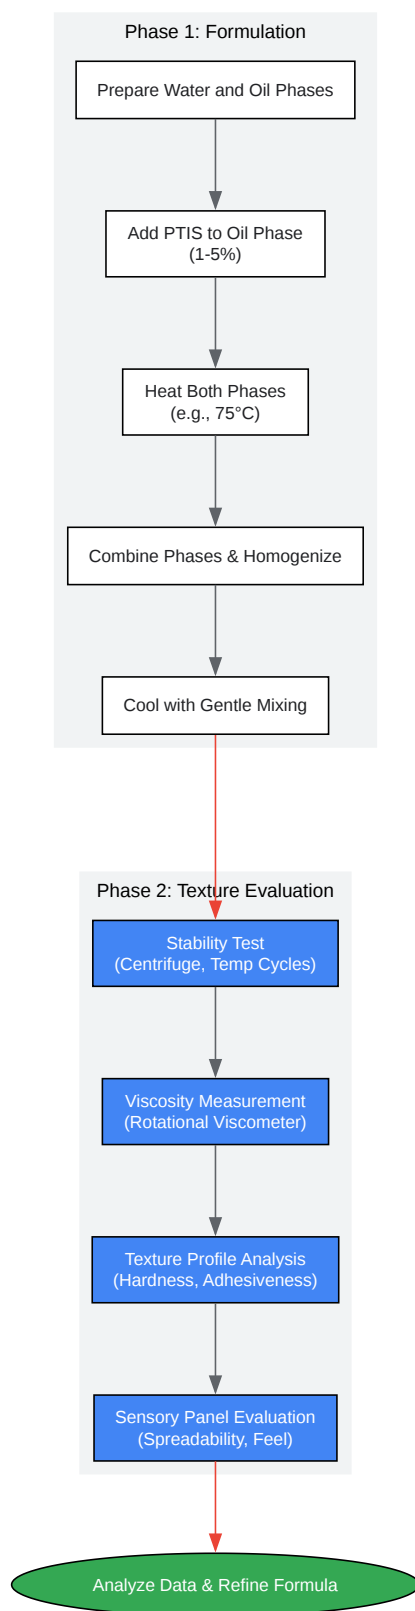 Phase 1: Formulation
Prepare Water and Oil Phases
Add PTIS to Oil Phase
(1-5%)
Heat Both Phases
(e.g., 75°C)
Combine Phases & Homogenize
Cool with Gentle Mixing
Phase 2: Texture Evaluation
Stability Test
(Centrifuge, Temp Cycles)
Viscosity Measurement
(Rotational Viscometer)
Texture Profile Analysis
(Hardness, Adhesiveness)
Sensory Panel Evaluation
(Spreadability, Feel)
Analyze Data & Refine Formula